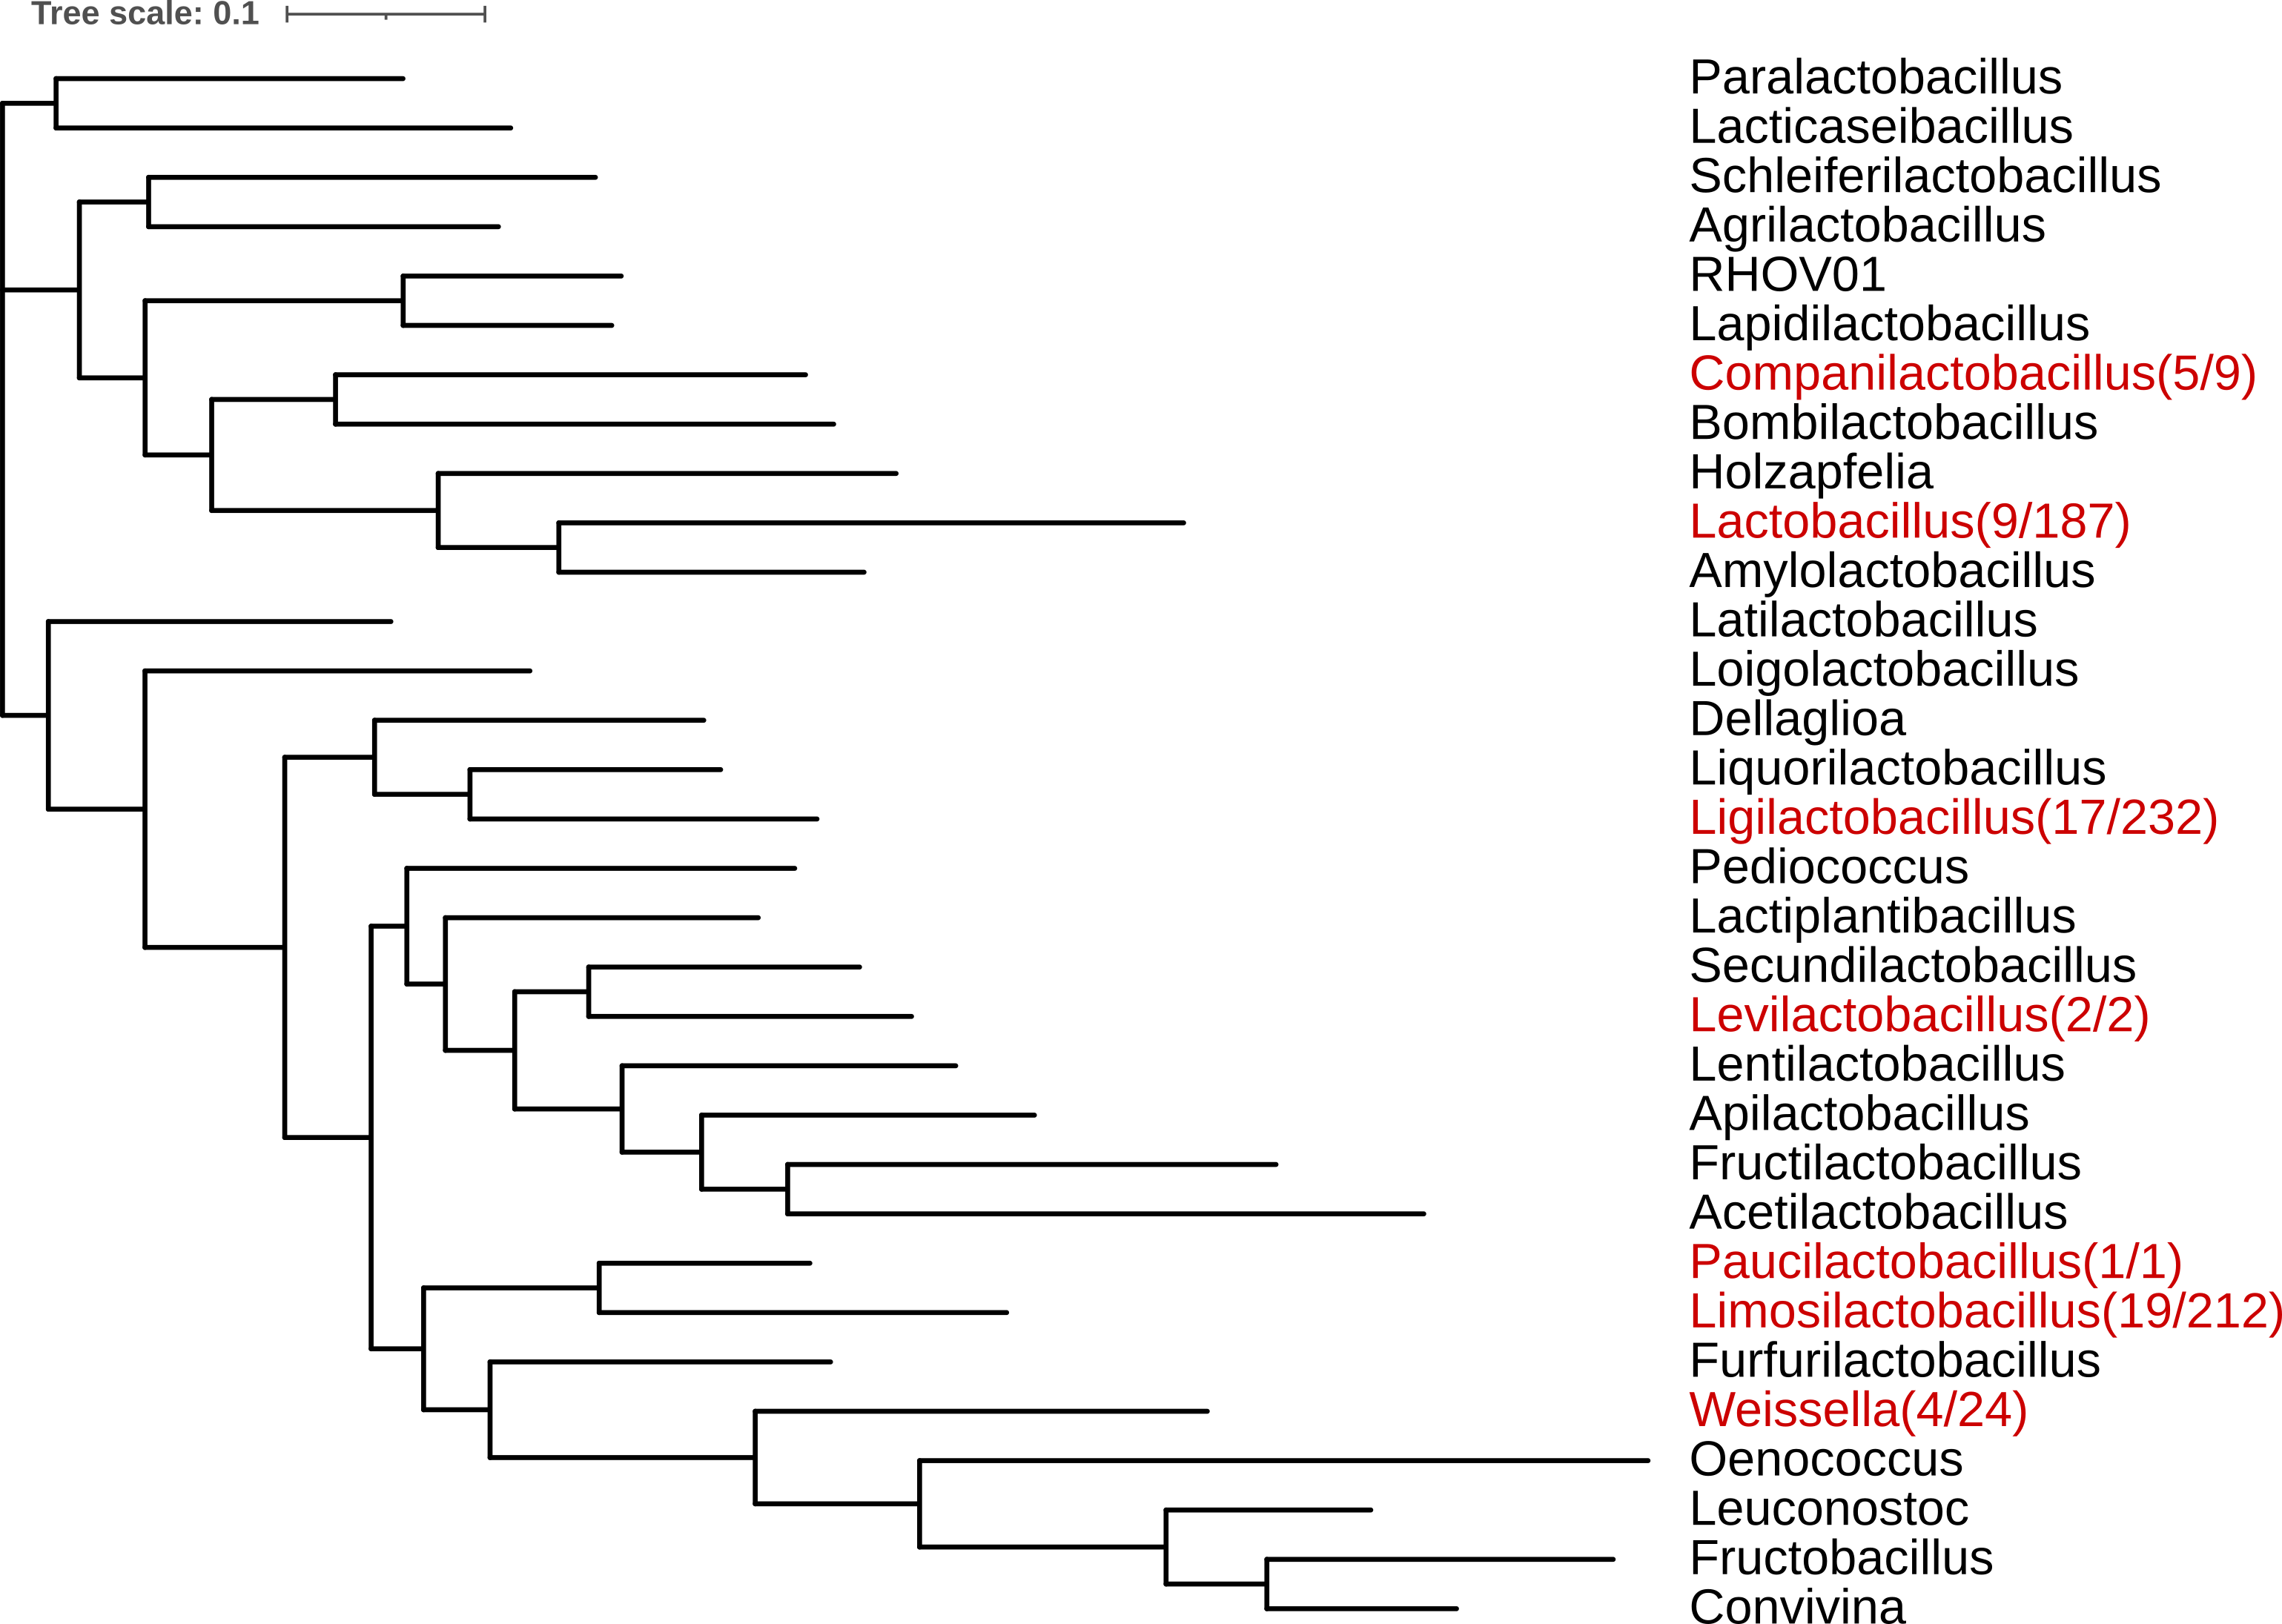 Tree scale: 0.1
Paralactobacillus
Lacticaseibacillus
Schleiferilactobacillus
Agrilactobacillus
RHOV01
Lapidilactobacillus
Companilactobacillus(5/9)
Bombilactobacillus
Holzapfelia
Lactobacillus(9/187)
Amylolactobacillus
Latilactobacillus
Loigolactobacillus
Dellaglioa
Liquorilactobacillus
Ligilactobacillus(17/232)
Pediococcus
Lactiplantibacillus
Secundilactobacillus
Levilactobacillus(2/2)
Lentilactobacillus
Apilactobacillus
Fructilactobacillus
Acetilactobacillus
Paucilactobacillus(1/1)
Limosilactobacillus(19/212)
Furfurilactobacillus
Weissella(4/24)
Oenococcus
Leuconostoc
Fructobacillus
Convivina